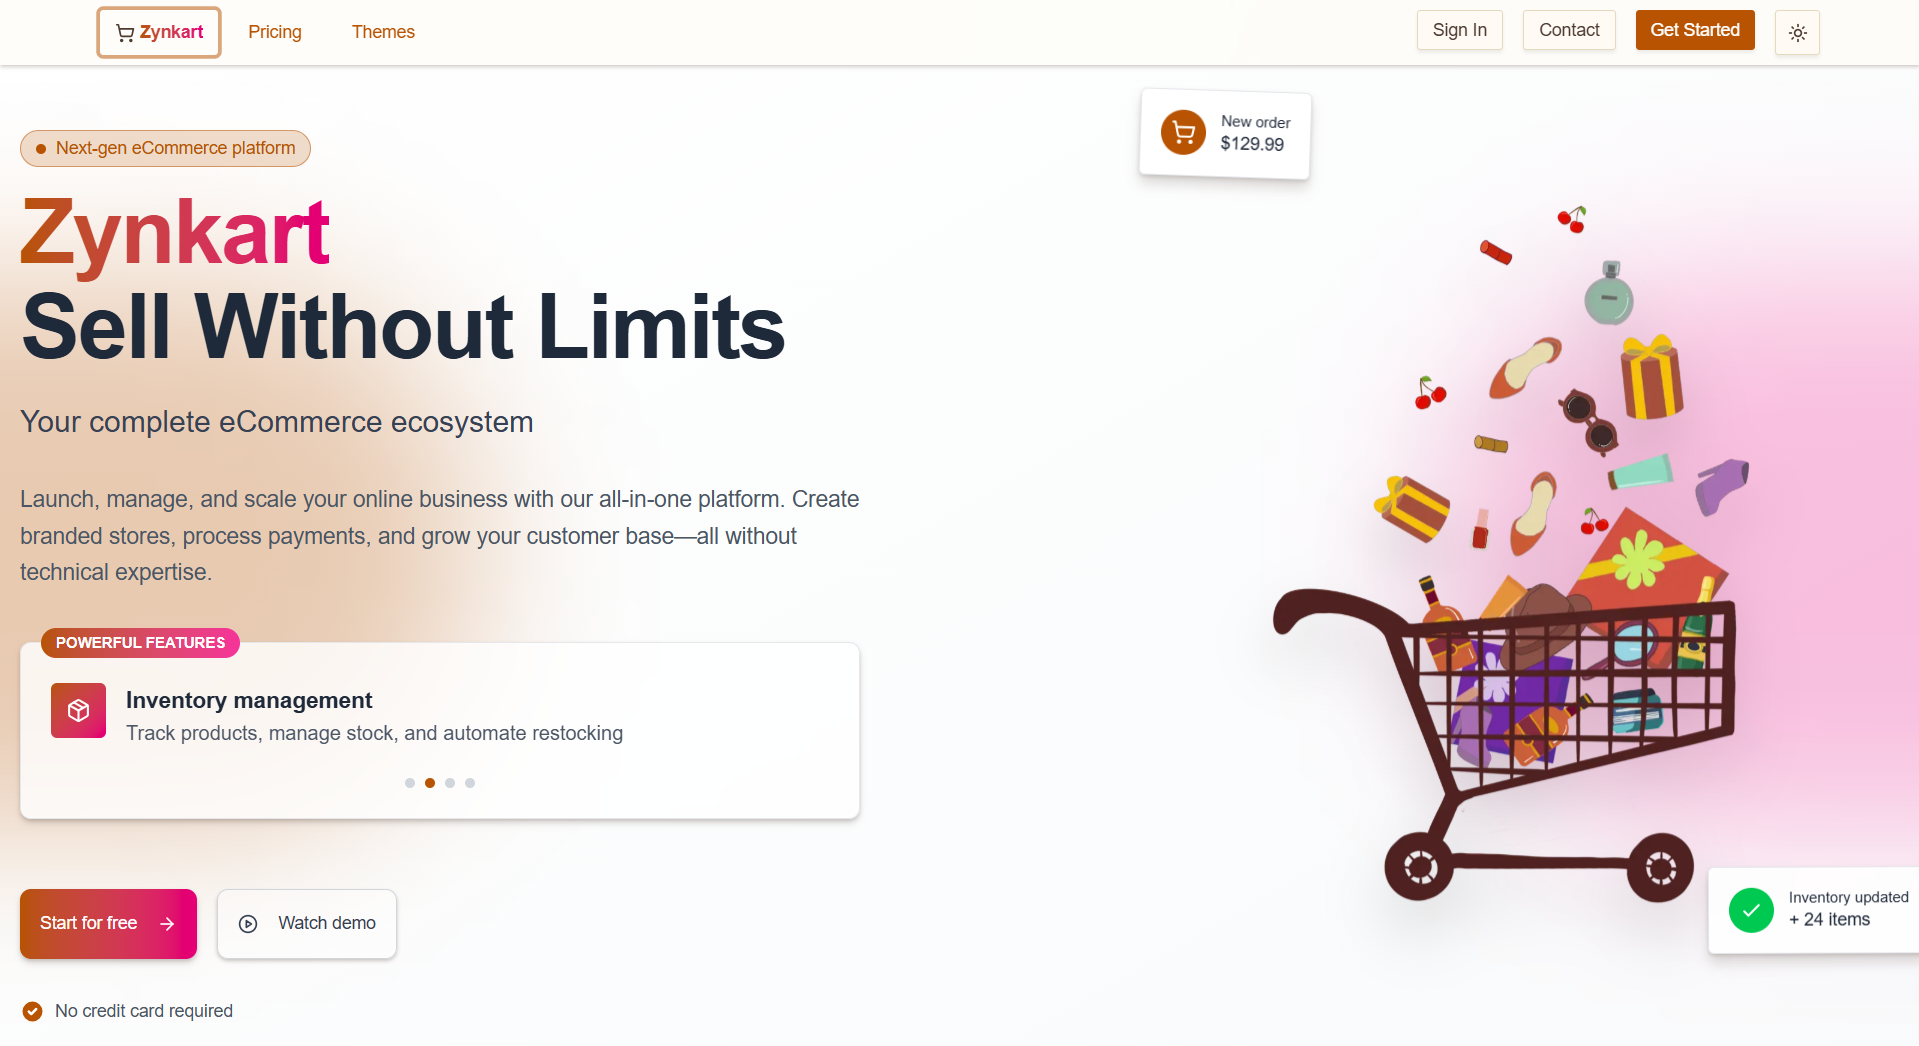 Zynkart
Pricing
Themes
Sign In
Contact
Get Started
New order
$129.99
Next-gen eCommerce platform
Zynkart
Sell Without Limits
Your complete eCommerce ecosystem
Launch, manage, and scale your online business with our all-in-one platform. Create
branded stores, process payments, and grow your customer base—all without
technical expertise.
POWERFUL FEATURES
Inventory management
Track products, manage stock, and automate restocking
Start for free
Watch demo
Inventory updated
+ 24 items
No credit card required